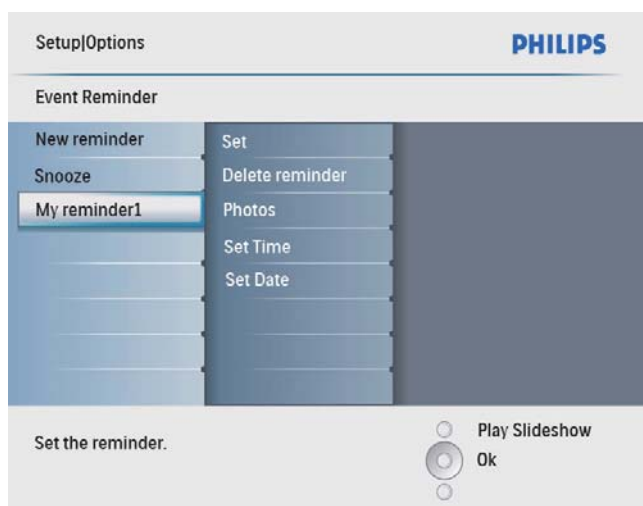 Setup|Options
PHILIPS
Event Reminder
New reminder
Snooze
My reminder1
Set
Delete reminder
Photos
Set Time
Set Date
Set the reminder.
Play Slideshow
Ok